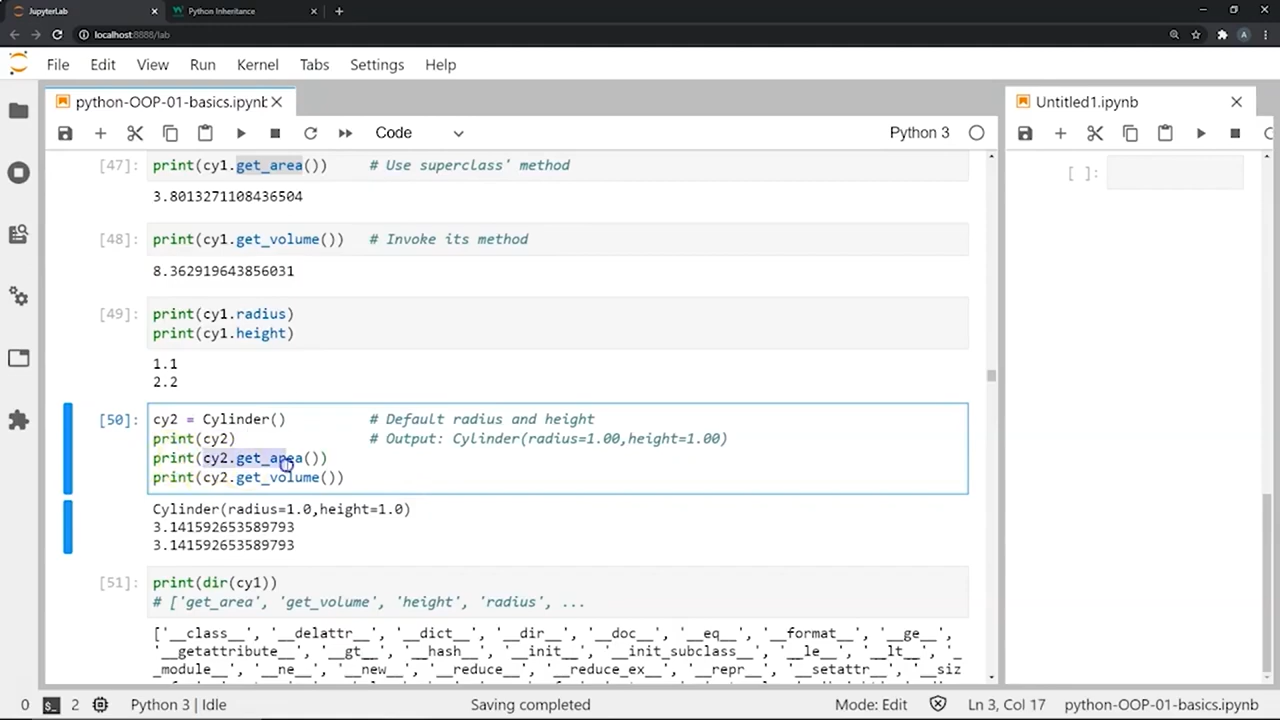 JupyterLab
Python Inheritance
localhost:8888/lab
File Edit View Run Kernel Tabs Settings Help
python-OOP-01-basics.ipynb
Untitled1.ipynb
Code
Python 3
[47]: print(cy1.get_area()) # Use superclass' method
3.8013271108436504
[ ]:
[48]: print(cy1.get_volume()) # Invoke its method
8.362919643856031
[49]: print(cy1.radius)
print(cy1.height)
1.1
2.2
[50]: cy2 = Cylinder() # Default radius and height
print(cy2) # Output: Cylinder(radius=1.00,height=1.00)
print(cy2.get_area())
print(cy2.get_volume())
Cylinder(radius=1.0,height=1.0)
3.141592653589793
3.141592653589793
[51]: print(dir(cy1))
# ['get_area', 'get_volume', 'height', 'radius', ...
['__class__', '__delattr__', '__dict__', '__dir__', '__doc__', '__eq__', '__format__', '__ge__',
'__getattribute__', '__gt__', '__hash__', '__init__', '__init_subclass__', '__le__', '__lt__', '_
_module__', '__ne__', '__new__', '__reduce__', '__reduce_ex__', '__repr__', '__setattr__', '__siz
0 2 Python 3 | Idle Saving completed Mode: Edit Ln 3, Col 17 python-OOP-01-basics.ipynb